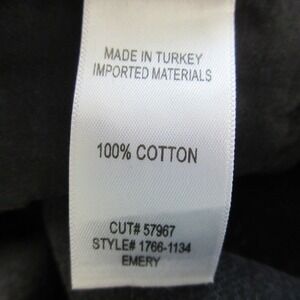 MADE IN TURKEY
IMPORTED MATERIALS
100% COTTON
CUT# 57967
STYLE# 1766-1134
EMERY